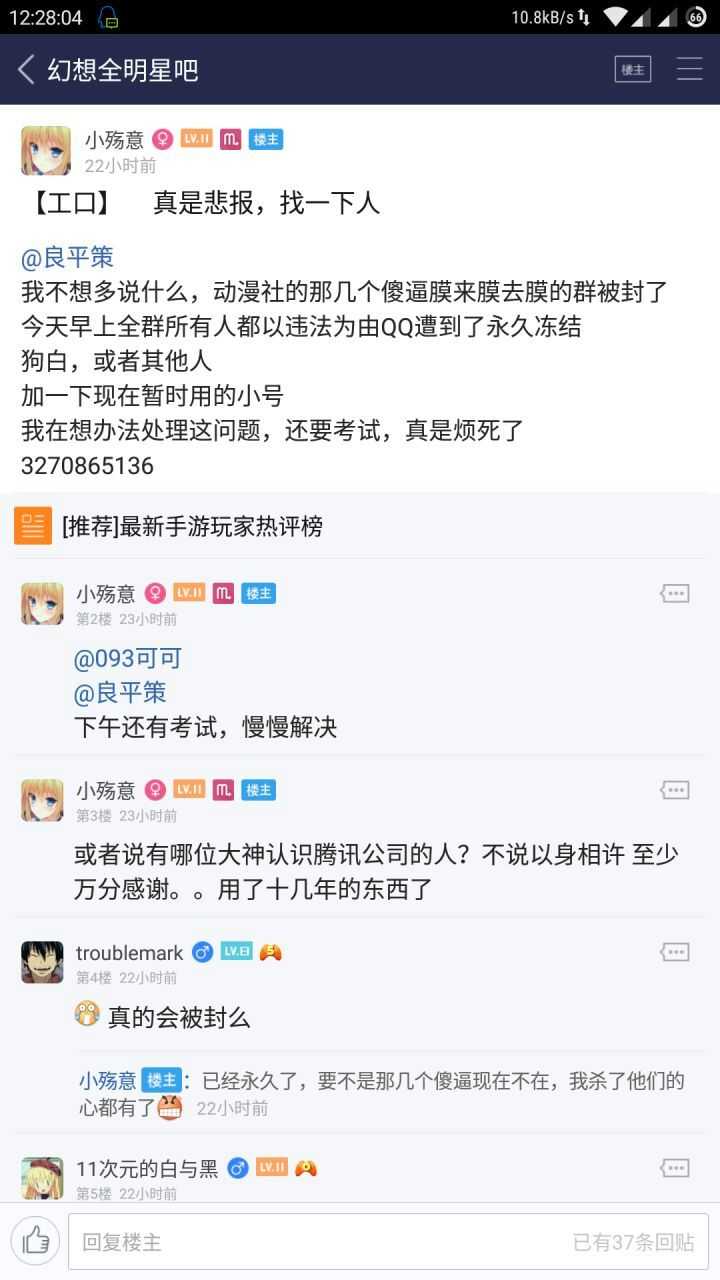 12:28:04 10.8kB/s 66
幻想全明星吧 楼主
小殇意 LV.11 楼主
22小时前
【工口】 真是悲报，找一下人
@良平策
我不想多说什么，动漫社的那几个傻逼膜来膜去膜的群被封了
今天早上全群所有人都以违法为由QQ遭到了永久冻结
狗白，或者其他人
加一下现在暂时用的小号
我在想办法处理这问题，还要考试，真是烦死了
3270865136
[推荐]最新手游玩家热评榜
小殇意 LV.11 楼主
第2楼 23小时前
@093可可
@良平策
下午还有考试，慢慢解决
小殇意 LV.11 楼主
第3楼 23小时前
或者说有哪位大神认识腾讯公司的人？不说以身相许 至少
万分感谢。。用了十几年的东西了
troublemark
第4楼 22小时前
真的会被封么
小殇意 楼主：已经永久了，要不是那几个傻逼现在不在，我杀了他们的
心都有了 22小时前
11次元的白与黑 LV.11
第5楼 22小时前
回复楼主 已有37条回贴